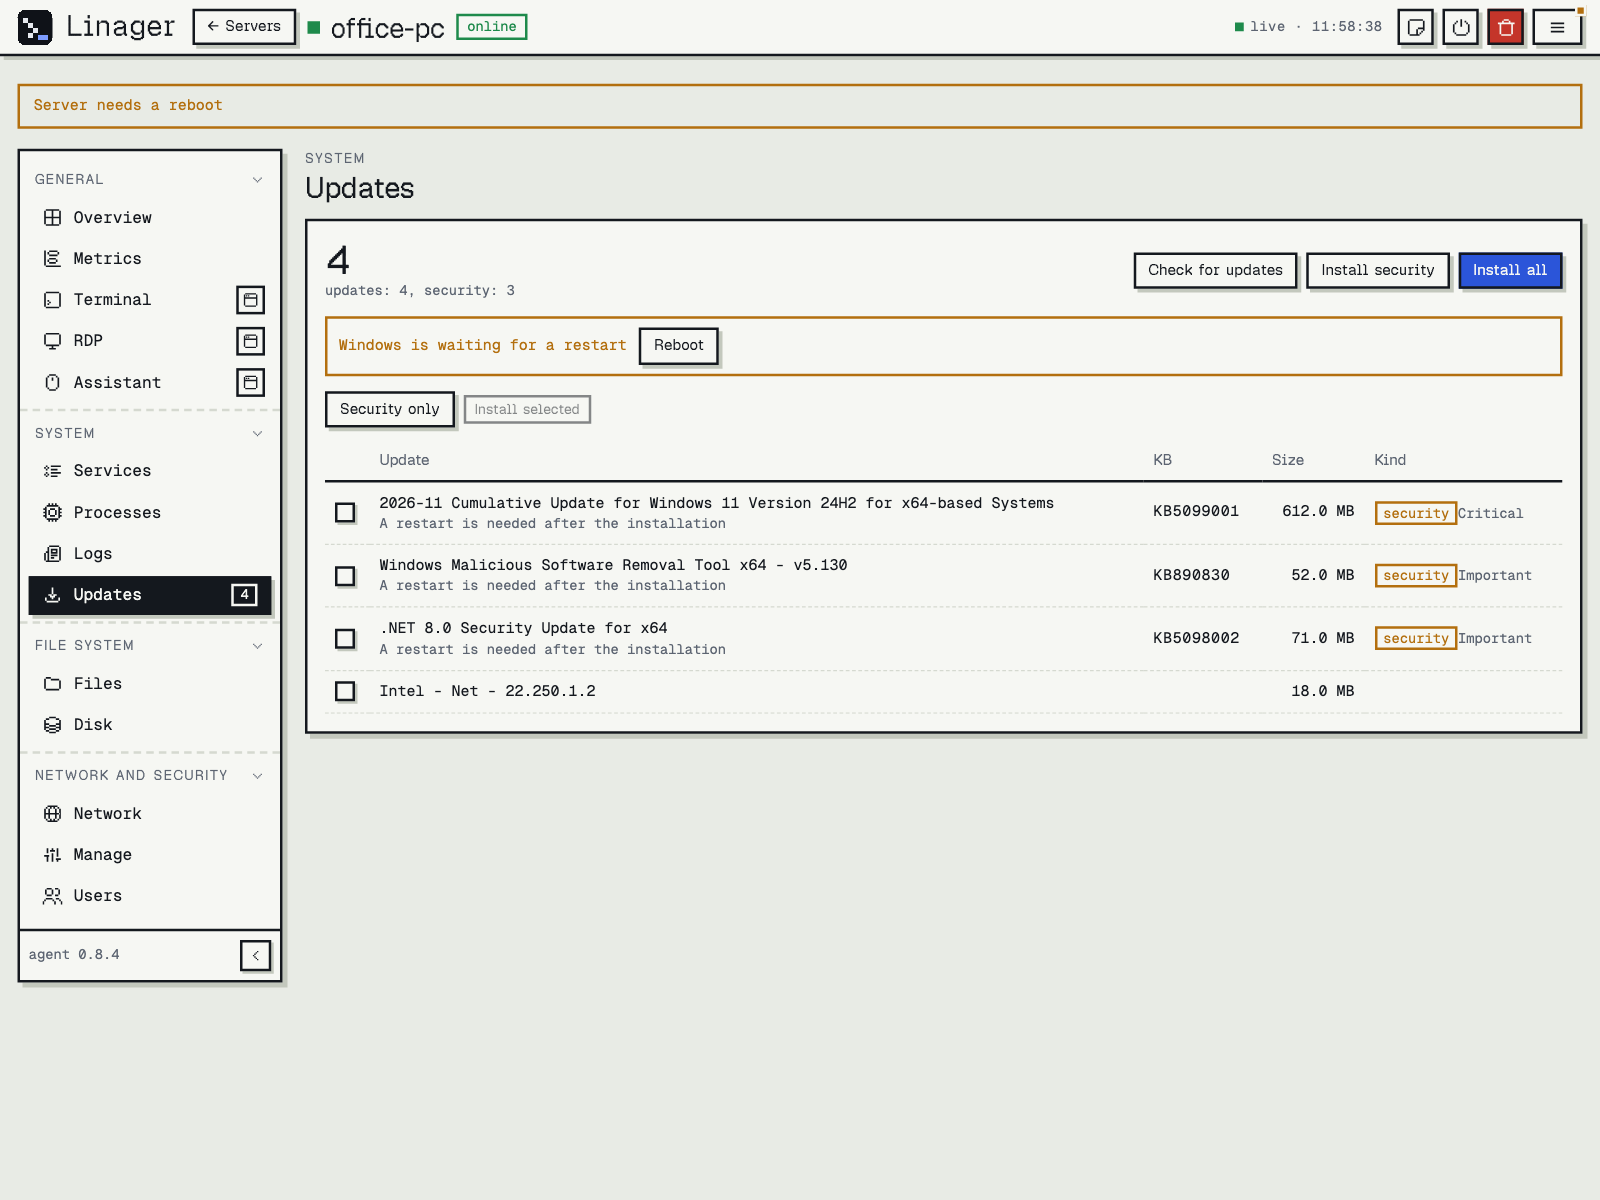 Linager
← Servers
office-pc
online
live · 11:58:38
Server needs a reboot
GENERAL
Overview
Metrics
Terminal
RDP
Assistant
SYSTEM
Services
Processes
Logs
Updates 4
FILE SYSTEM
Files
Disk
NETWORK AND SECURITY
Network
Manage
Users
agent 0.8.4
SYSTEM
Updates
4
updates: 4, security: 3
Check for updates
Install security
Install all
Windows is waiting for a restart
Reboot
Security only
Install selected
Update KB Size Kind
2026-11 Cumulative Update for Windows 11 Version 24H2 for x64-based Systems
A restart is needed after the installation
KB5099001 612.0 MB security Critical
Windows Malicious Software Removal Tool x64 - v5.130
A restart is needed after the installation
KB890830 52.0 MB security Important
.NET 8.0 Security Update for x64
A restart is needed after the installation
KB5098002 71.0 MB security Important
Intel - Net - 22.250.1.2 18.0 MB